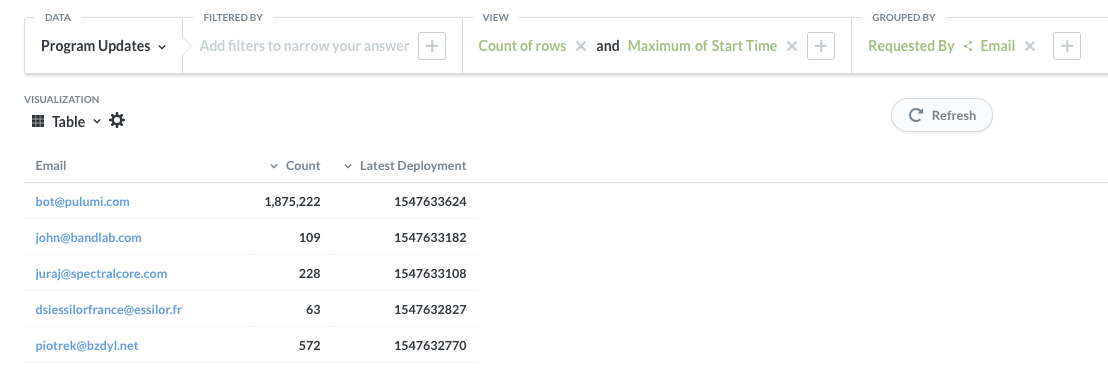 DATA FILTERED BY VIEW GROUPED BY
Program Updates Add filters to narrow your answer Count of rows and Maximum of Start Time Requested By Email
VISUALIZATION
Table Refresh
Email Count Latest Deployment
bot@pulumi.com 1,875,222 1547633624
john@bandlab.com 109 1547633182
juraj@spectralcore.com 228 1547633108
dsiessilorfrance@essilor.fr 63 1547632827
piotrek@bzdyl.net 572 1547632770